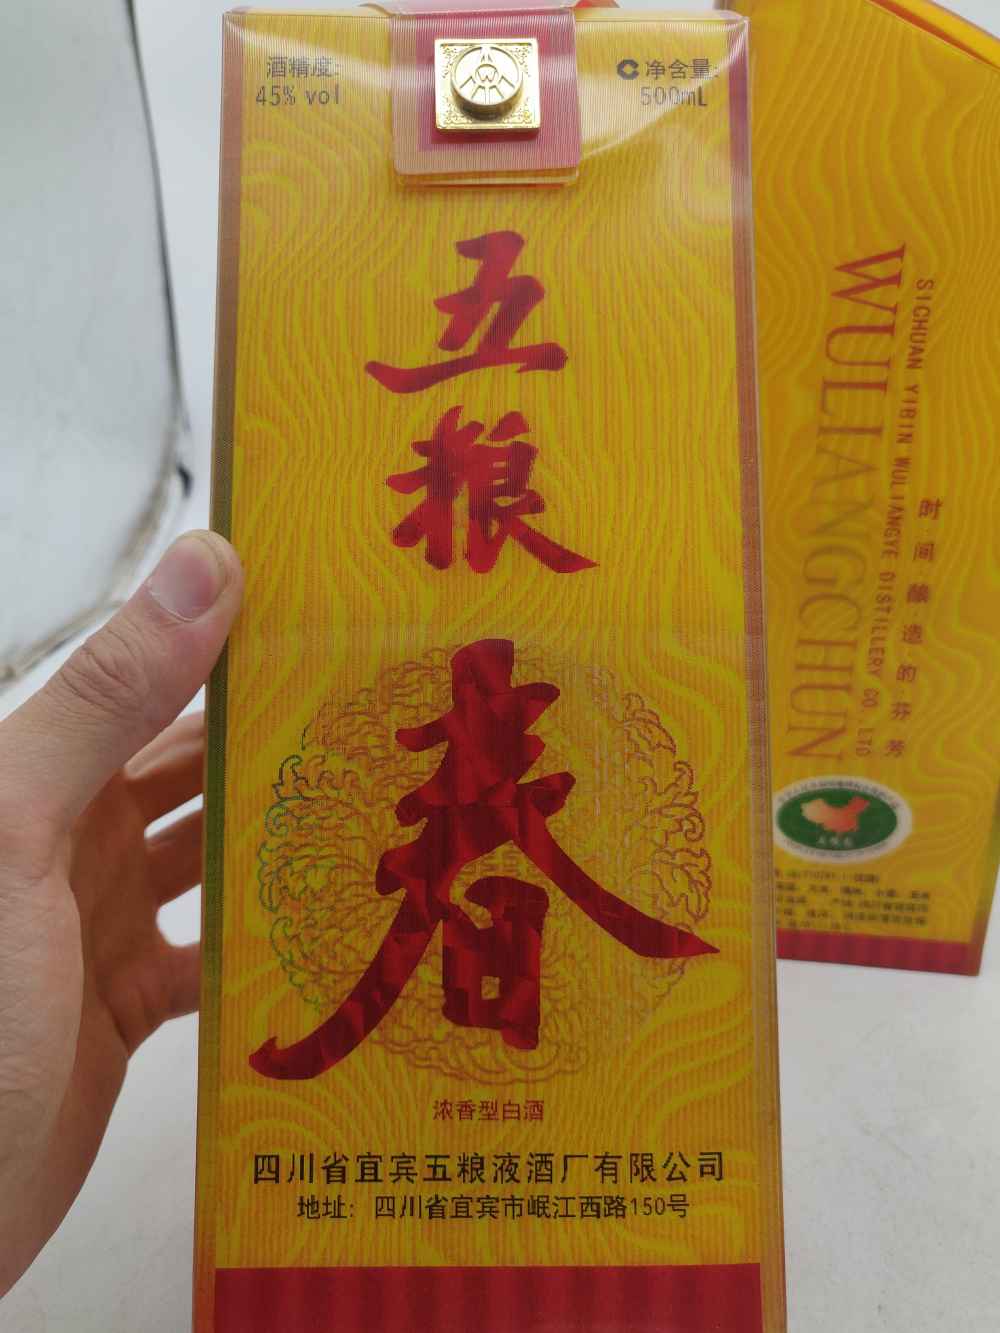 酒精度:
45% vol
净含量:
500mL
五粮春
浓香型白酒
四川省宜宾五粮液酒厂有限公司
地址: 四川省宜宾市岷江西路150号
SICHUAN YIBIN WULIANGYE DISTILLERY CO.,LTD
WULIANGCHUN
时间酿造的芬芳